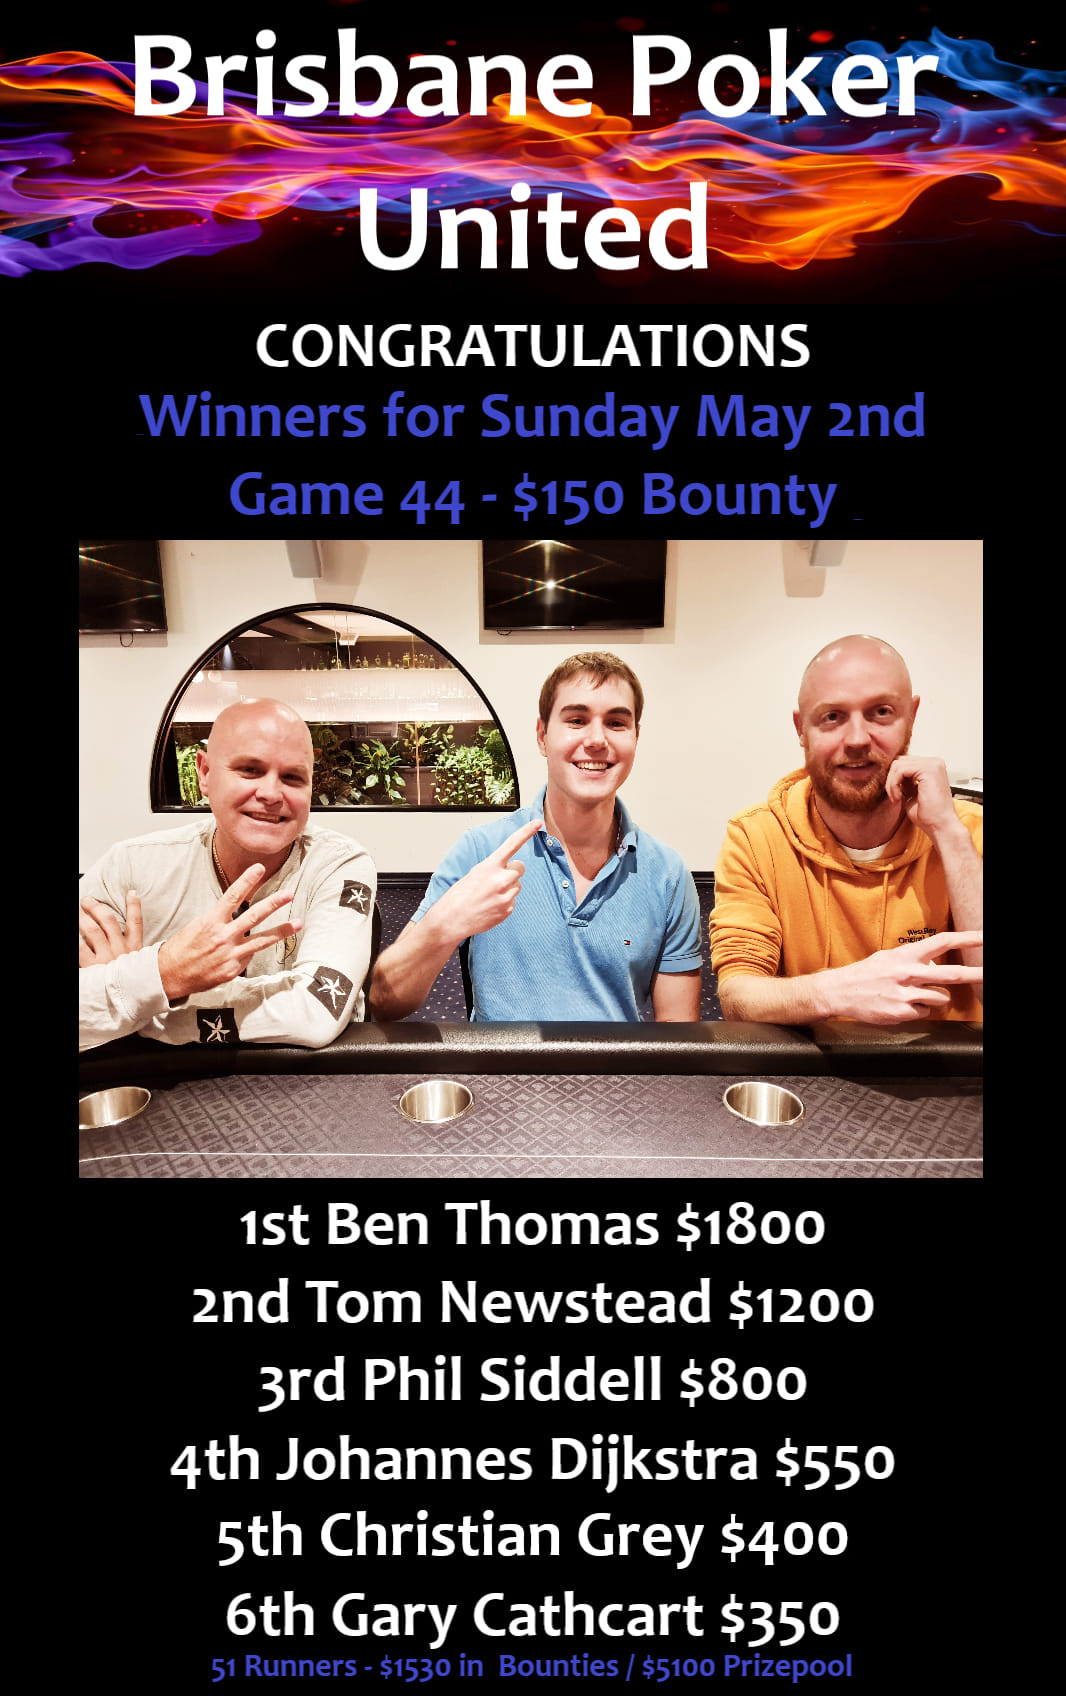 Brisbane Poker
United
CONGRATULATIONS
Winners for Sunday May 2nd
Game 44 - $150 Bounty
1st Ben Thomas $1800
2nd Tom Newstead $1200
3rd Phil Siddell $800
4th Johannes Dijkstra $550
5th Christian Grey $400
6th Gary Cathcart $350
51 Runners - $1530 in Bounties / $5100 Prizepool